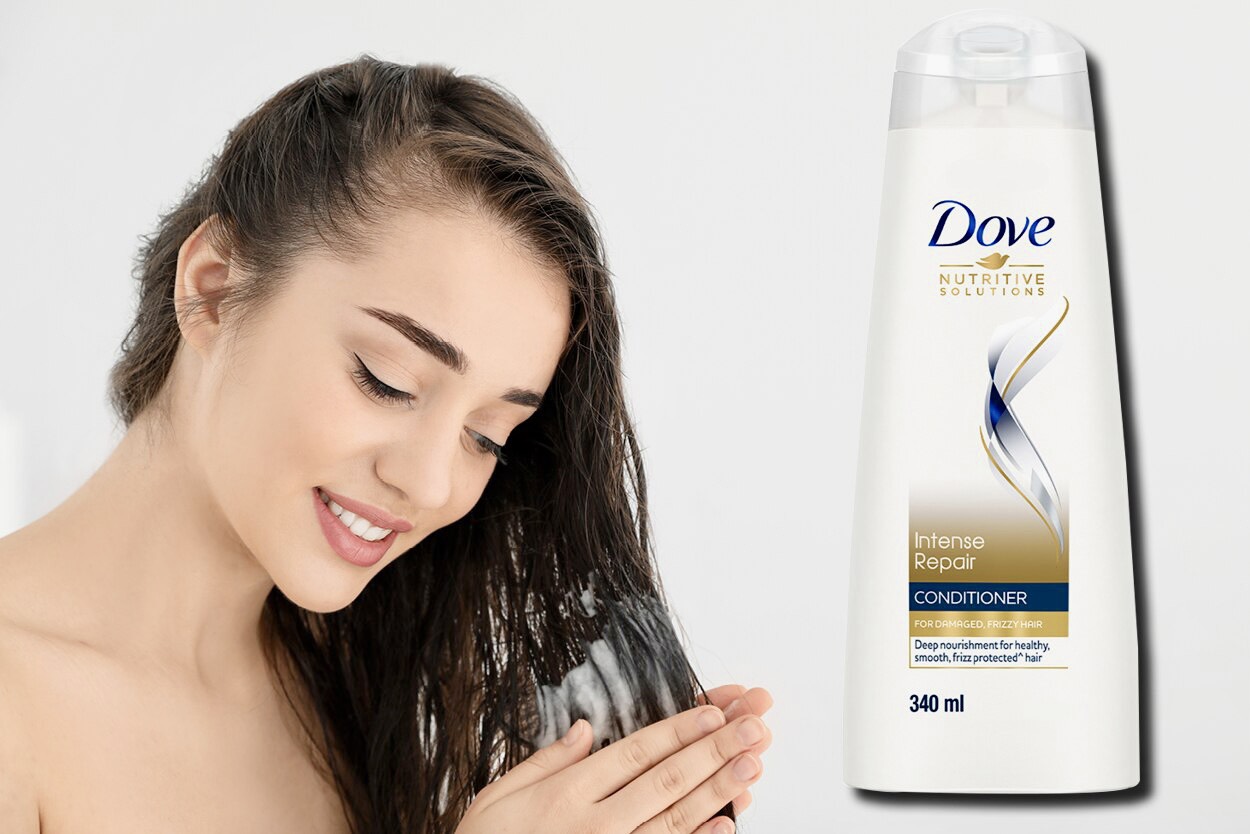 Dove
NUTRITIVE
SOLUTIONS
Intense
Repair
CONDITIONER
FOR DAMAGED, FRIZZY HAIR
Deep nourishment for healthy,
smooth, frizz protected^ hair
340 ml